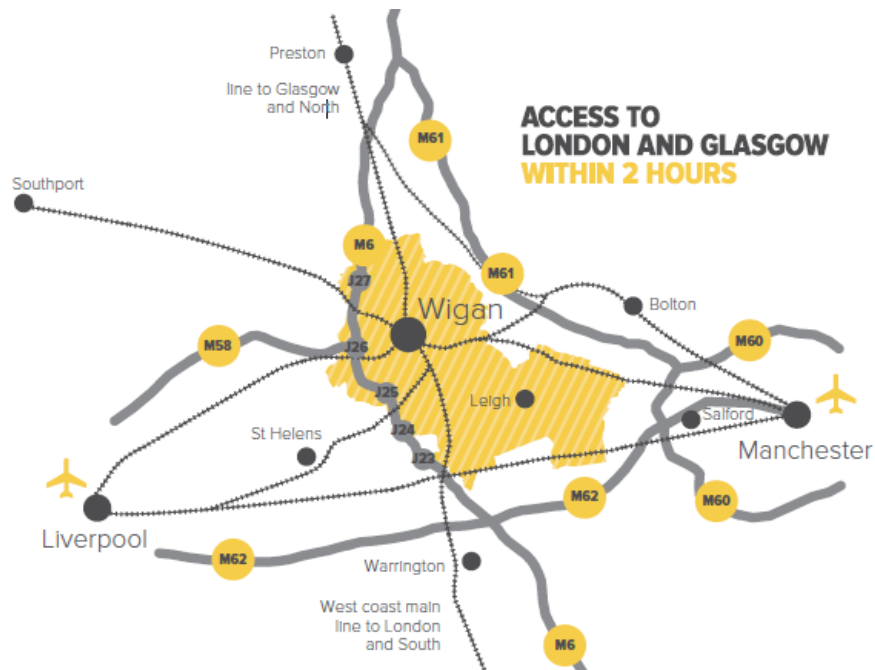 Preston
line to Glasgow
and North
ACCESS TO
LONDON AND GLASGOW
WITHIN 2 HOURS
M61
Southport
M6
M61
J27
Wigan
Bolton
M58
J26
M60
J25
Leigh
Salford
St Helens
J24
Manchester
J23
M62
M60
Liverpool
M62
Warrington
West coast main
line to London
and South
M6